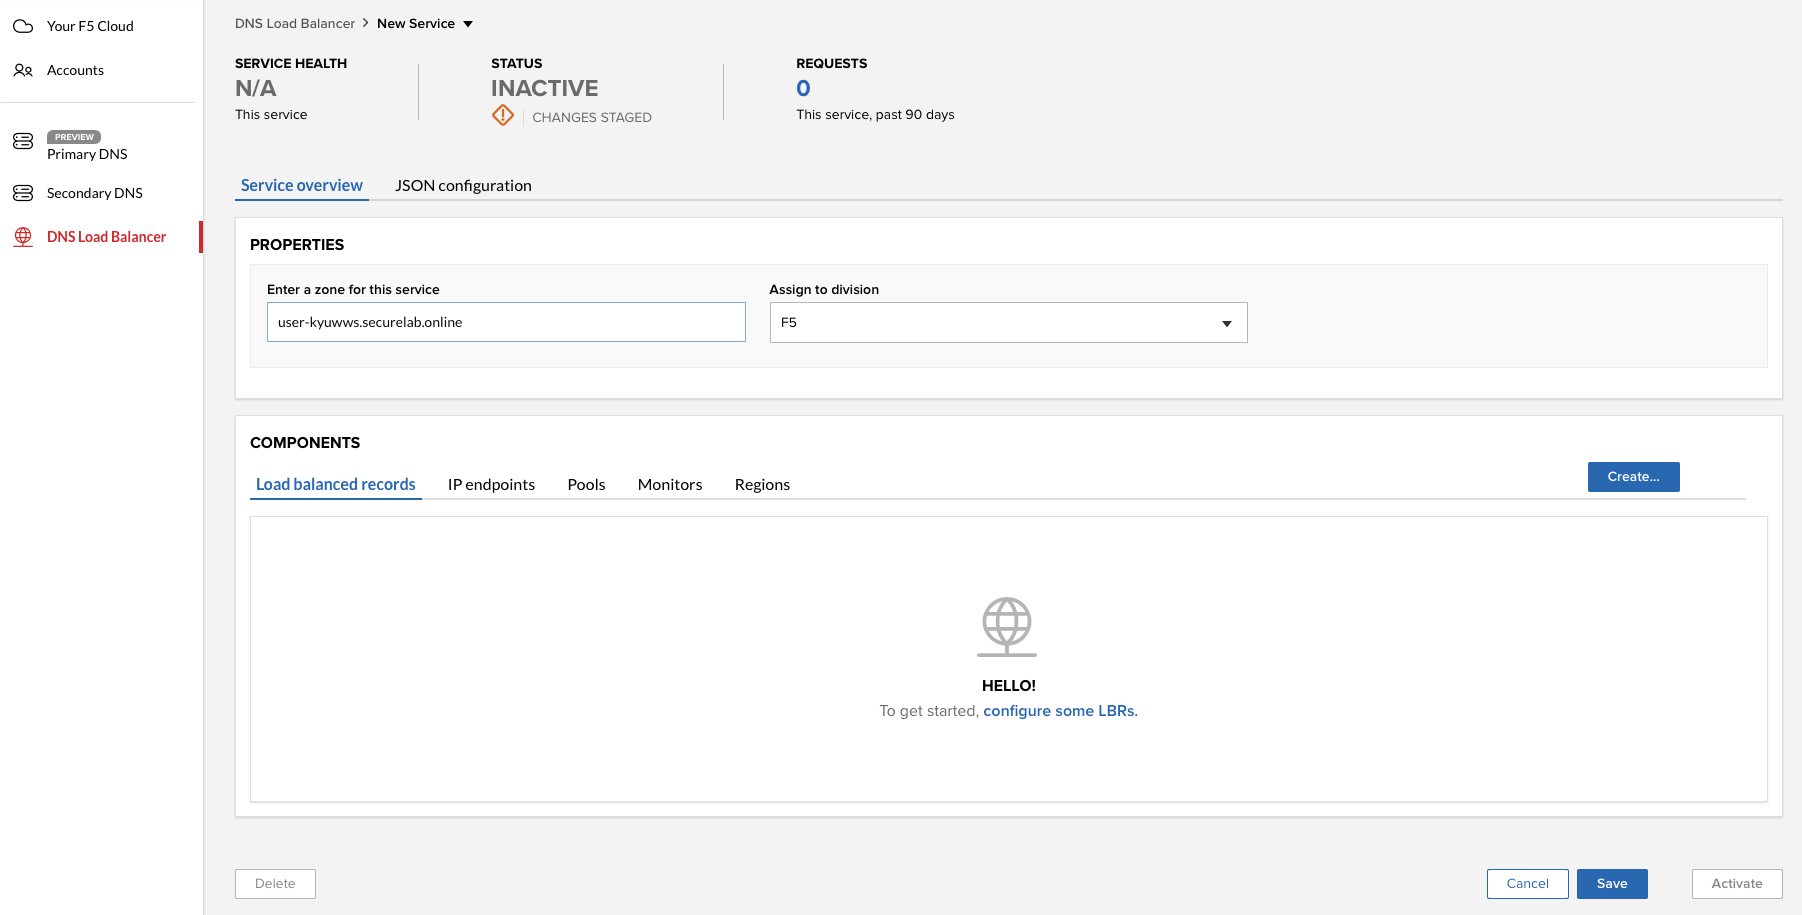 Your F5 Cloud
Accounts
PREVIEW
Primary DNS
Secondary DNS
DNS Load Balancer
DNS Load Balancer > New Service
SERVICE HEALTH
N/A
This service
STATUS
INACTIVE
CHANGES STAGED
REQUESTS
0
This service, past 90 days
Service overview JSON configuration
PROPERTIES
Enter a zone for this service
user-kyuwws.securelab.online
Assign to division
F5
COMPONENTS
Load balanced records IP endpoints Pools Monitors Regions
Create...
HELLO!
To get started, configure some LBRs.
Delete Cancel Save Activate